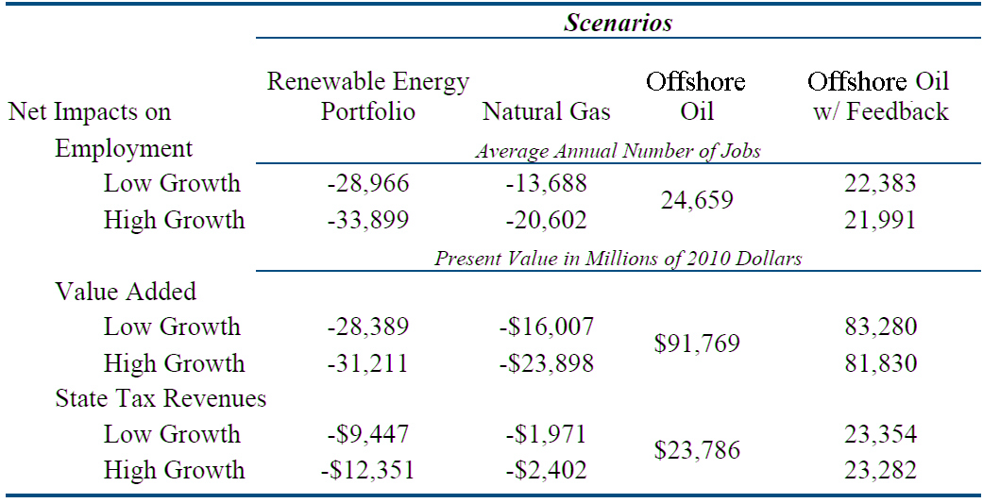 Scenarios
Renewable Energy Portfolio Natural Gas Offshore Oil Offshore Oil w/ Feedback
Net Impacts on
Employment Average Annual Number of Jobs
Low Growth -28,966 -13,688 24,659 22,383
High Growth -33,899 -20,602 21,991
Present Value in Millions of 2010 Dollars
Value Added
Low Growth -28,389 -$16,007 $91,769 83,280
High Growth -31,211 -$23,898 81,830
State Tax Revenues
Low Growth -$9,447 -$1,971 $23,786 23,354
High Growth -$12,351 -$2,402 23,282